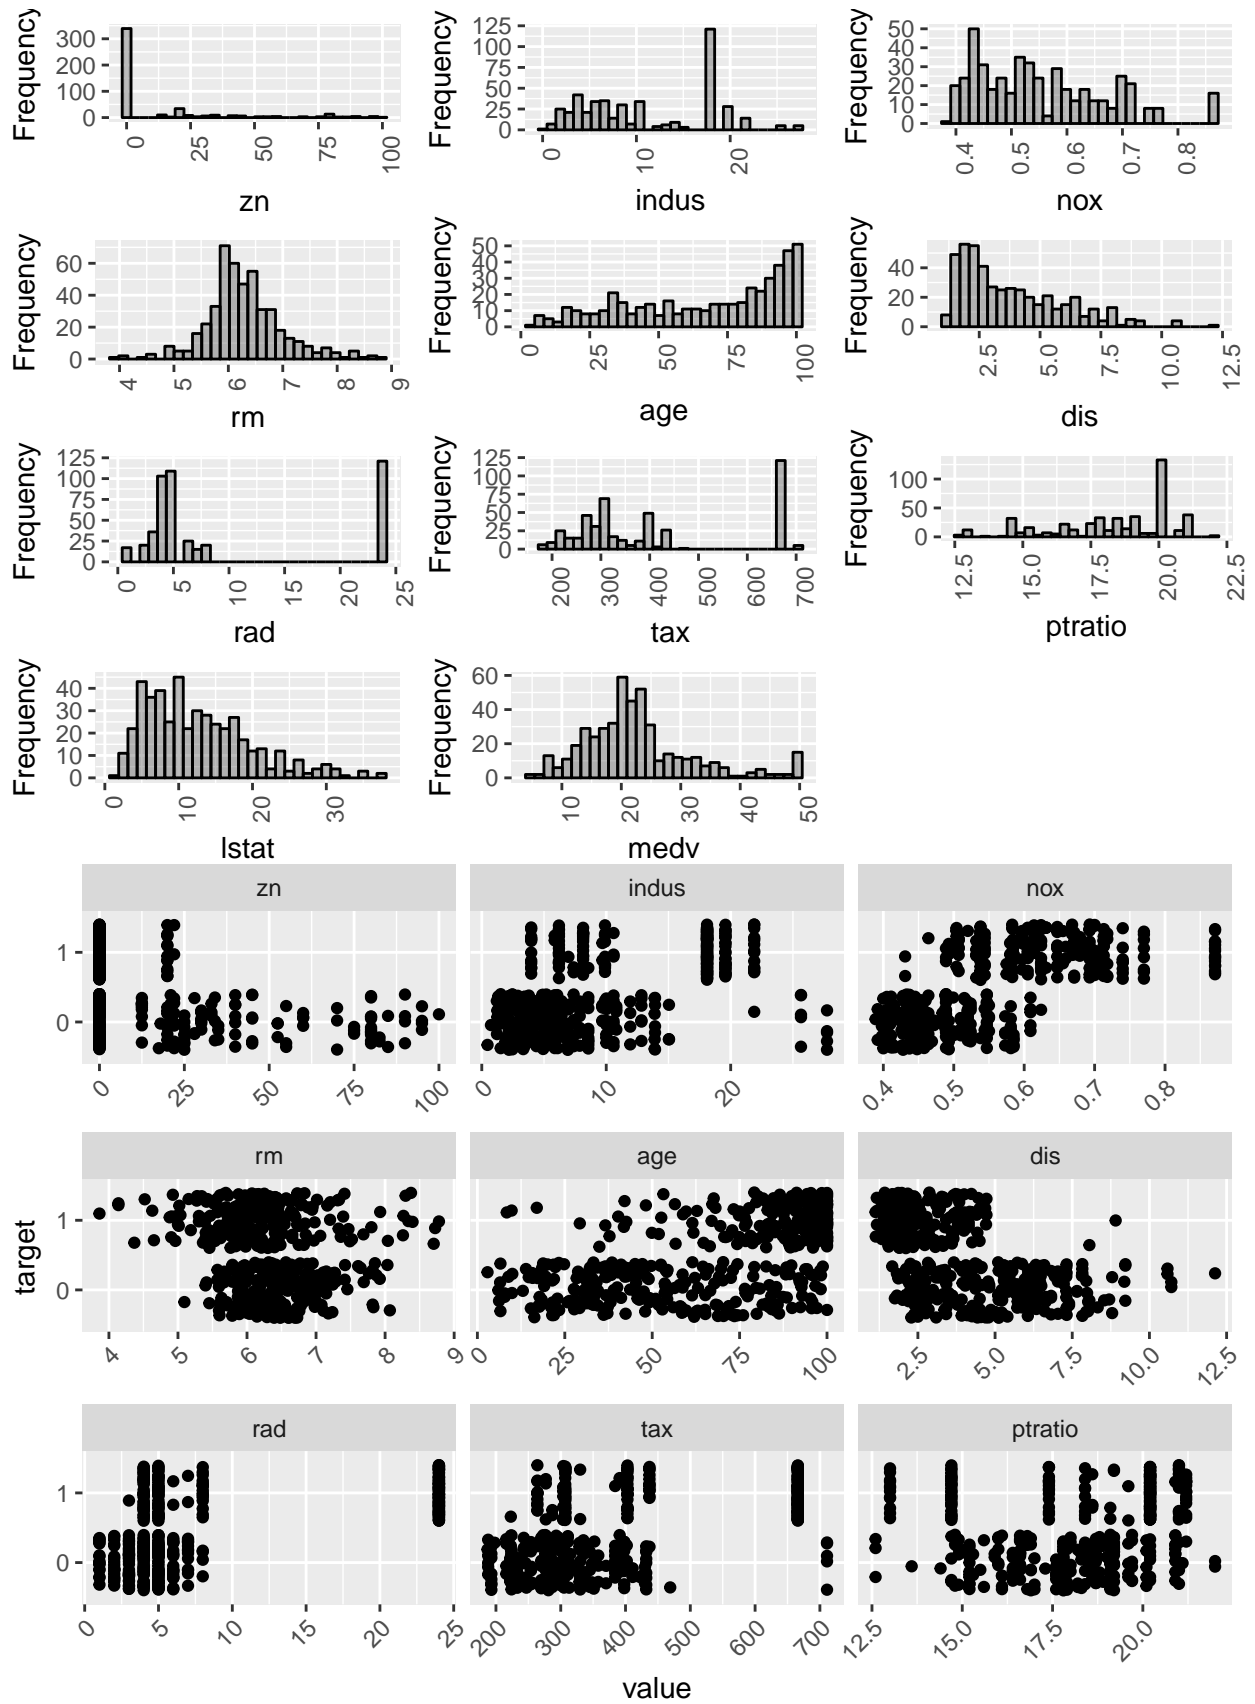 Frequency 0 100 200 300 0 25 50 75 100 zn
Frequency 0 25 50 75 100 125 0 10 20 indus
Frequency 0 10 20 30 40 50 0.4 0.5 0.6 0.7 0.8 nox
Frequency 0 20 40 60 4 5 6 7 8 9 rm
Frequency 0 10 20 30 40 50 0 25 50 75 100 age
Frequency 0 20 40 2.5 5.0 7.5 10.0 12.5 dis
Frequency 0 25 50 75 100 125 0 5 10 15 20 25 rad
Frequency 0 25 50 75 100 125 200 300 400 500 600 700 tax
Frequency 0 50 100 12.5 15.0 17.5 20.0 22.5 ptratio
Frequency 0 10 20 30 40 0 10 20 30 lstat
Frequency 0 20 40 60 10 20 30 40 50 medv
zn indus nox
1
0
0 25 50 75 100 0 10 20 0.4 0.5 0.6 0.7 0.8
rm age dis
target
1
0
4 5 6 7 8 9 0 25 50 75 100 2.5 5.0 7.5 10.0 12.5
rad tax ptratio
1
0
0 5 10 15 20 25 200 300 400 500 600 700 12.5 15.0 17.5 20.0
value